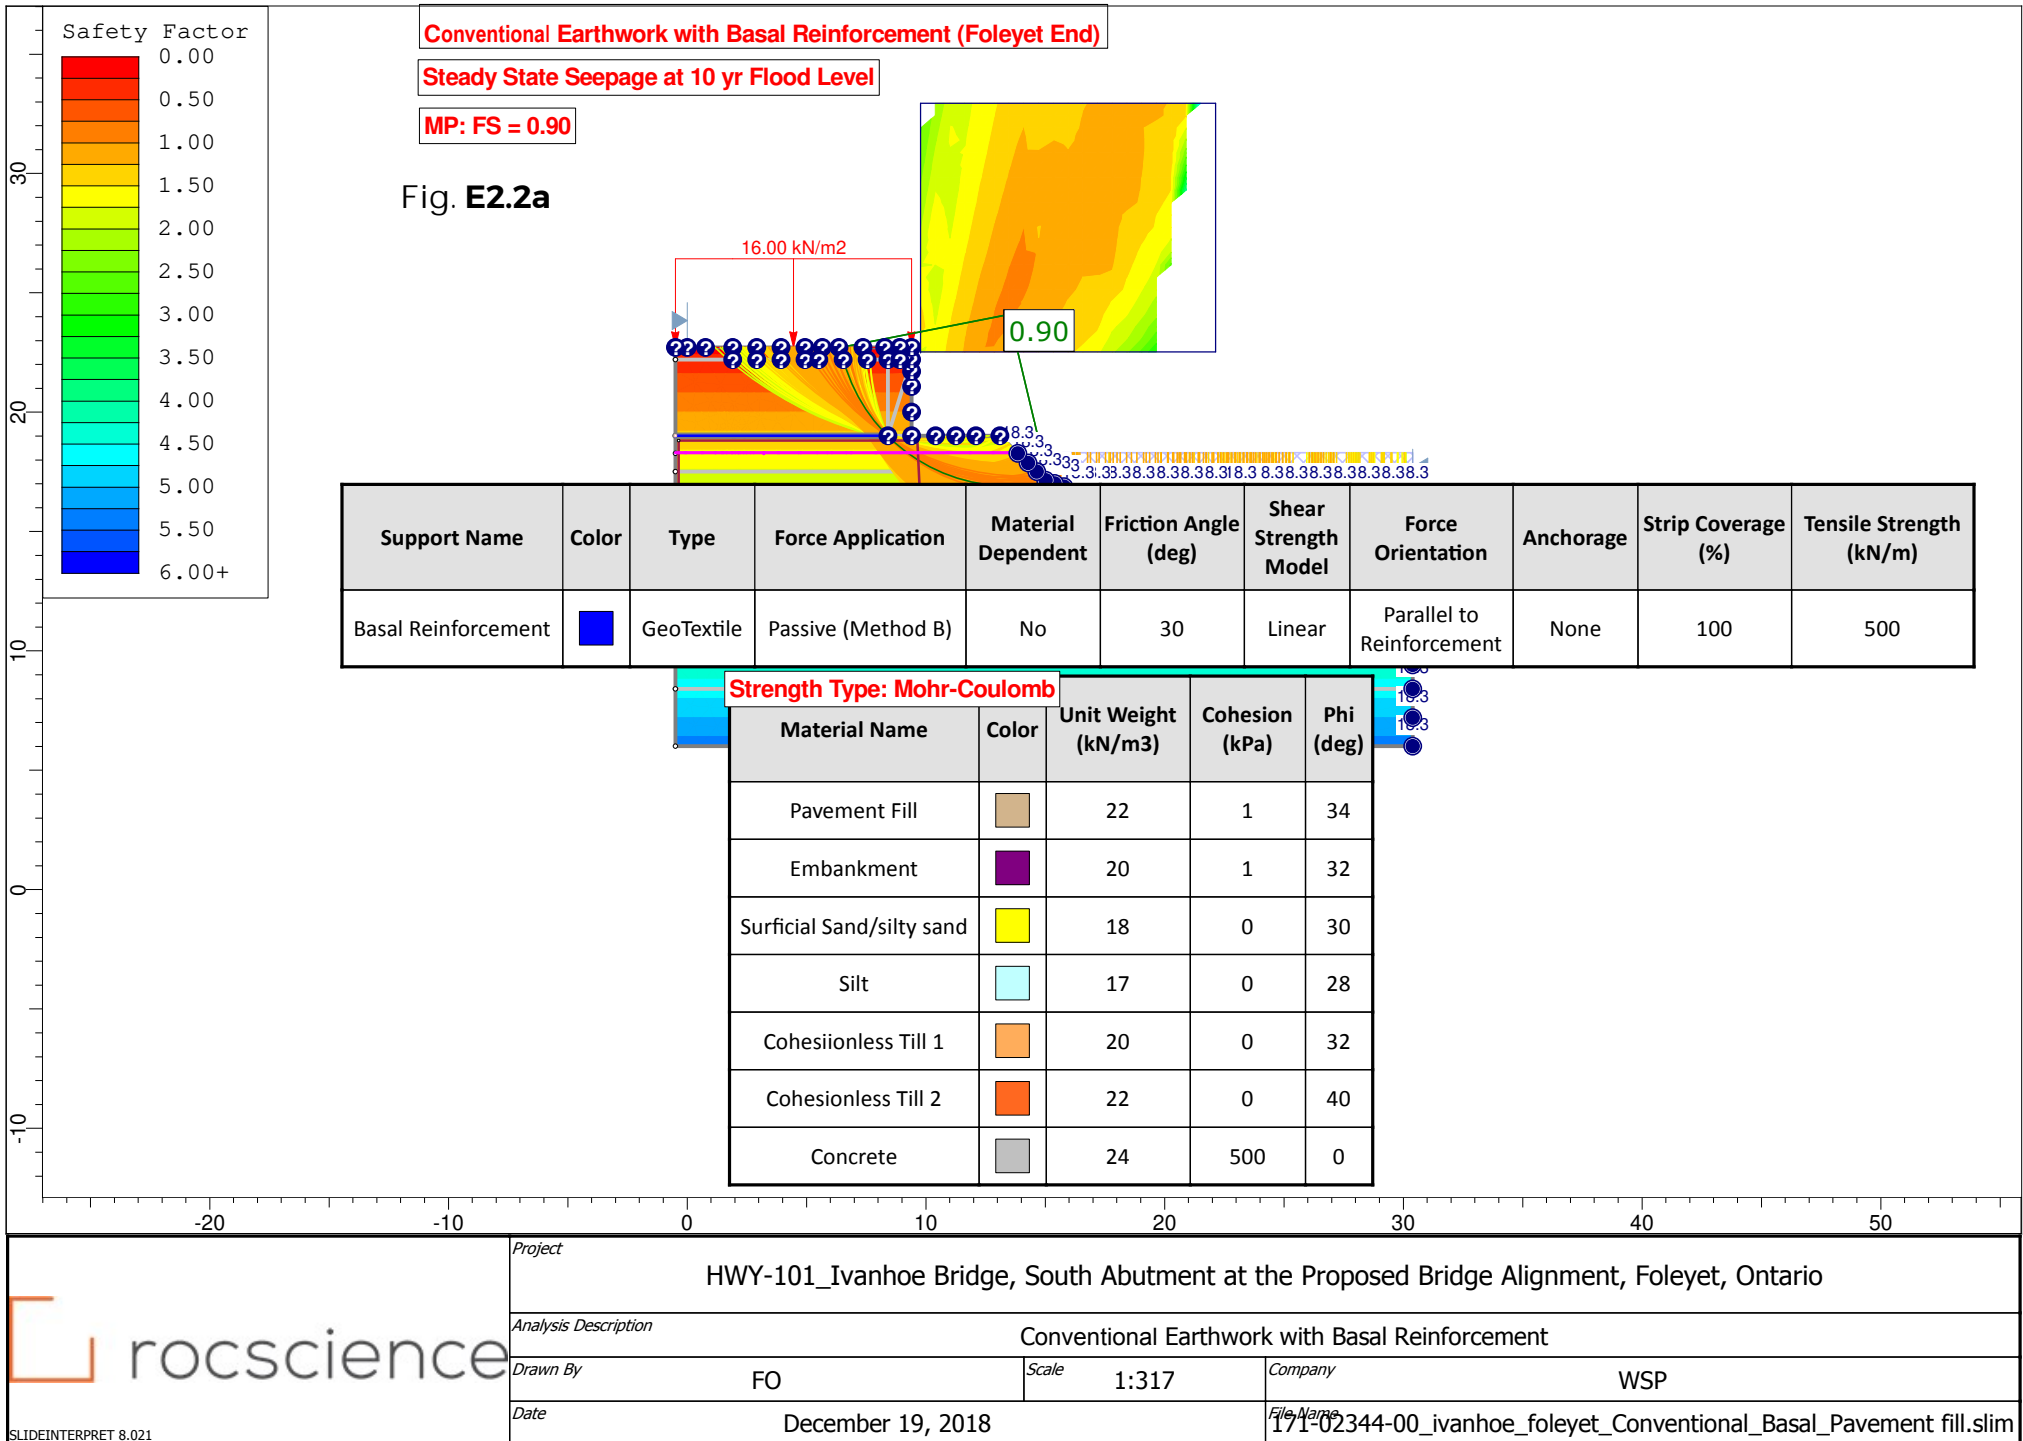 Safety Factor
0.00
0.50
1.00
1.50
2.00
2.50
3.00
3.50
4.00
4.50
5.00
5.50
6.00+
Conventional Earthwork with Basal Reinforcement (Foleyet End)
Steady State Seepage at 10 yr Flood Level
MP: FS = 0.90
Fig. E2.2a
16.00 kN/m2
0.90
30
20
10
0
-10
Support Name Color Type Force Application Material Dependent Friction Angle (deg) Shear Strength Model Force Orientation Anchorage Strip Coverage (%) Tensile Strength (kN/m)
Basal Reinforcement GeoTextile Passive (Method B) No 30 Linear Parallel to Reinforcement None 100 500
Strength Type: Mohr-Coulomb
Material Name Color Unit Weight (kN/m3) Cohesion (kPa) Phi (deg)
Pavement Fill 22 1 34
Embankment 20 1 32
Surficial Sand/silty sand 18 0 30
Silt 17 0 28
Cohesiionless Till 1 20 0 32
Cohesionless Till 2 22 0 40
Concrete 24 500 0
-20 -10 0 10 20 30 40 50
rocscience
SLIDEINTERPRET 8.021
Project
HWY-101_Ivanhoe Bridge, South Abutment at the Proposed Bridge Alignment, Foleyet, Ontario
Analysis Description
Conventional Earthwork with Basal Reinforcement
Drawn By FO Scale 1:317 Company WSP
Date December 19, 2018 File Name 171-02344-00_ivanhoe_foleyet_Conventional_Basal_Pavement fill.slim